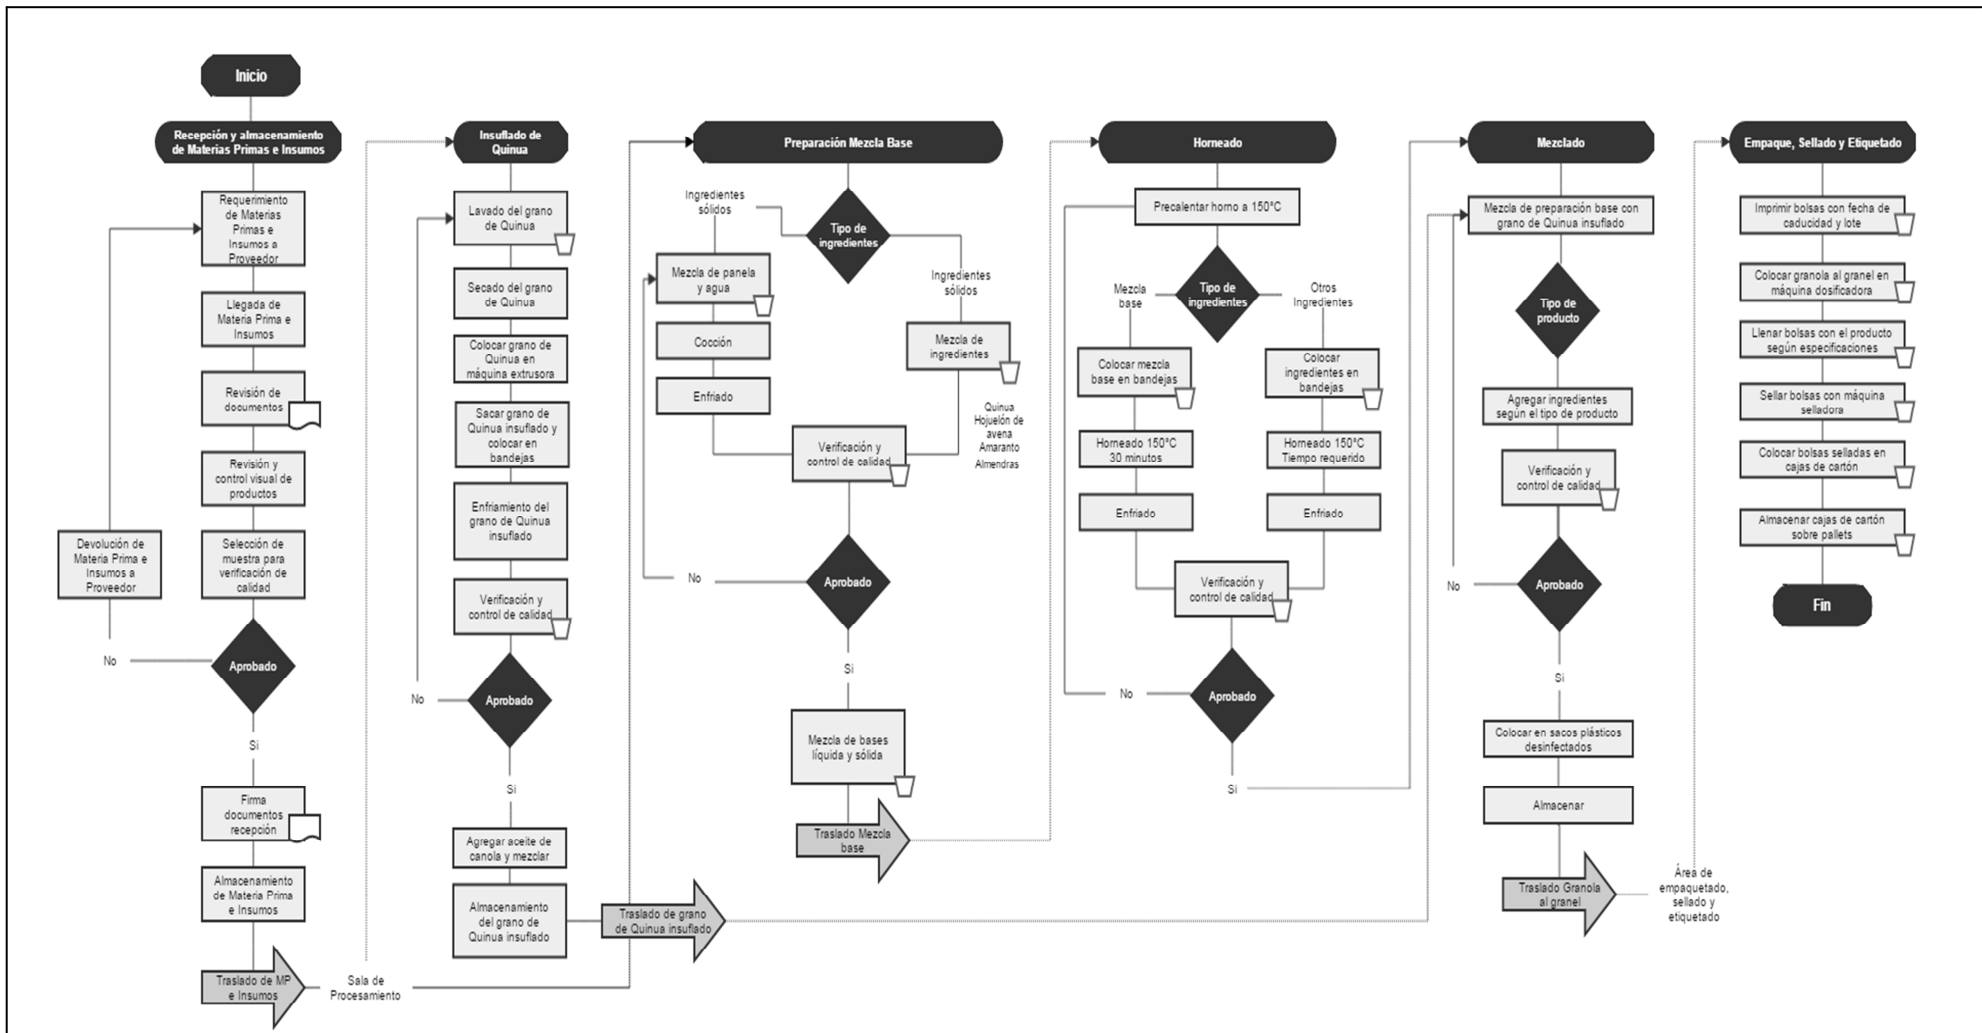 Inicio
Recepción y almacenamiento
de Materias Primas e Insumos
Requerimiento
de Materias
Primas e
Insumos a
Proveedor
Llegada de
Materia Prima e
Insumos
Revisión de
documentos
Revisión y
control visual de
productos
Devolución de
Materia Prima e
Insumos a
Proveedor
Selección de
muestra para
verificación de
calidad
No
Aprobado
Si
Firma
documentos
recepción
Almacenamiento
de Materia Prima
e Insumos
Traslado de MP
e Insumos
Sala de
Procesamiento
Insuflado de
Quinua
Lavado del grano
de Quinua
Secado del grano
de Quinua
Colocar grano de
Quinua en
máquina extrusora
Sacar grano de
Quinua insuflado y
colocar en
bandejas
Enfriamiento del
grano de Quinua
insuflado
Verificación y
control de calidad
No
Aprobado
Si
Agregar aceite de
canola y mezclar
Almacenamiento
del grano de
Quinua insuflado
Traslado de grano
de Quinua insuflado
Preparación Mezcla Base
Ingredientes
sólidos
Tipo de
ingredientes
Mezcla de panela
y agua
Cocción
Enfriado
Ingredientes
sólidos
Mezcla de
ingredientes
Quinua
Hojuelón de
avena
Amaranto
Almendras
Verificación y
control de calidad
No
Aprobado
Si
Mezcla de bases
líquida y sólida
Traslado Mezcla
base
Horneado
Precalentar horno a 150°C
Mezcla
base
Tipo de
ingredientes
Otros
Ingredientes
Colocar mezcla
base en bandejas
Horneado 150°C
30 minutos
Enfriado
Colocar
ingredientes en
bandejas
Horneado 150°C
Tiempo requerido
Enfriado
Verificación y
control de calidad
No
Aprobado
Si
Mezclado
Mezcla de preparación base con
grano de Quinua insuflado
Tipo de
producto
Agregar ingredientes
según el tipo de producto
Verificación y
control de calidad
No
Aprobado
Si
Colocar en sacos plásticos
desinfectados
Almacenar
Traslado Granola
al granel
Área de
empaquetado,
sellado y
etiquetado
Empaque, Sellado y Etiquetado
Imprimir bolsas con fecha de
caducidad y lote
Colocar granola al granel en
máquina dosificadora
Llenar bolsas con el producto
según especificaciones
Sellar bolsas con máquina
selladora
Colocar bolsas selladas en
cajas de cartón
Almacenar cajas de cartón
sobre pallets
Fin